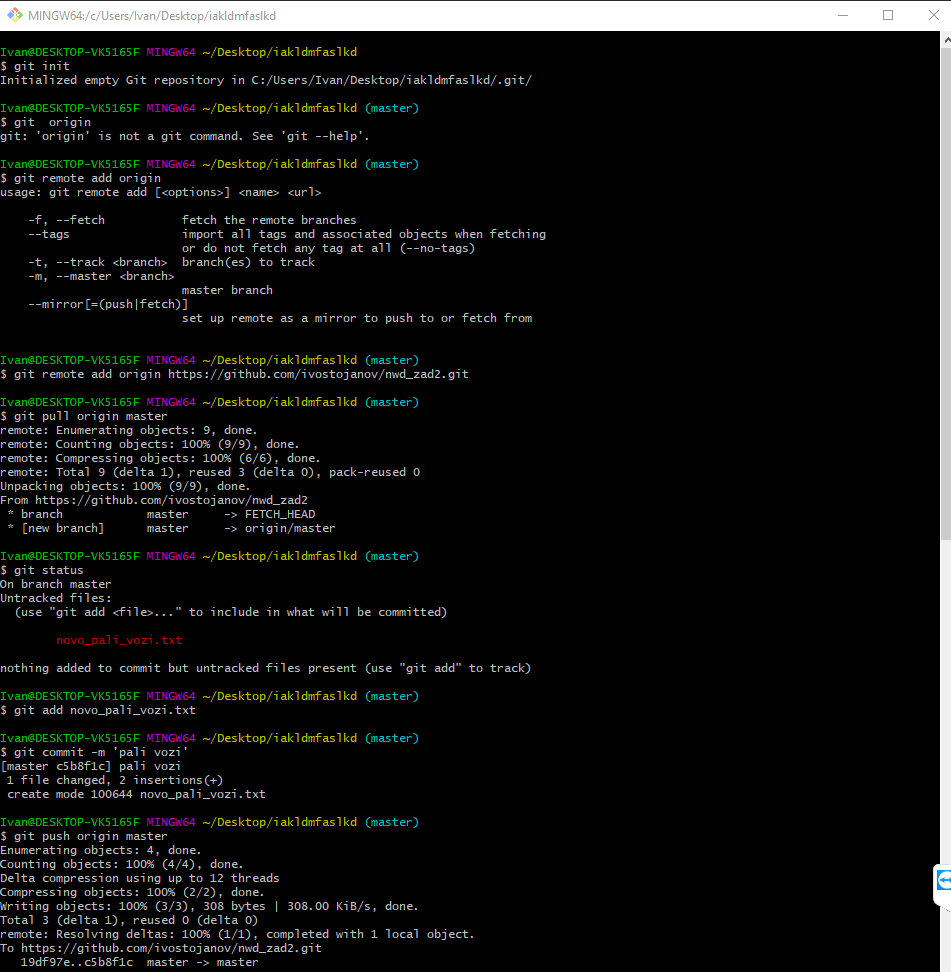 MINGW64:/c/Users/Ivan/Desktop/iakldmfaslkd
Ivan@DESKTOP-VK5165F MINGW64 ~/Desktop/iakldmfaslkd
$ git init
Initialized empty Git repository in C:/Users/Ivan/Desktop/iakldmfaslkd/.git/
Ivan@DESKTOP-VK5165F MINGW64 ~/Desktop/iakldmfaslkd (master)
$ git  origin
git: 'origin' is not a git command. See 'git --help'.
Ivan@DESKTOP-VK5165F MINGW64 ~/Desktop/iakldmfaslkd (master)
$ git remote add origin
usage: git remote add [<options>] <name> <url>
    -f, --fetch           fetch the remote branches
    --tags                import all tags and associated objects when fetching
                          or do not fetch any tag at all (--no-tags)
    -t, --track <branch>  branch(es) to track
    -m, --master <branch>
                          master branch
    --mirror[=(push|fetch)]
                          set up remote as a mirror to push to or fetch from
Ivan@DESKTOP-VK5165F MINGW64 ~/Desktop/iakldmfaslkd (master)
$ git remote add origin https://github.com/ivostojanov/nwd_zad2.git
Ivan@DESKTOP-VK5165F MINGW64 ~/Desktop/iakldmfaslkd (master)
$ git pull origin master
remote: Enumerating objects: 9, done.
remote: Counting objects: 100% (9/9), done.
remote: Compressing objects: 100% (6/6), done.
remote: Total 9 (delta 1), reused 3 (delta 0), pack-reused 0
Unpacking objects: 100% (9/9), done.
From https://github.com/ivostojanov/nwd_zad2
 * branch            master     -> FETCH_HEAD
 * [new branch]      master     -> origin/master
Ivan@DESKTOP-VK5165F MINGW64 ~/Desktop/iakldmfaslkd (master)
$ git status
On branch master
Untracked files:
  (use "git add <file>..." to include in what will be committed)
        novo_pali_vozi.txt
nothing added to commit but untracked files present (use "git add" to track)
Ivan@DESKTOP-VK5165F MINGW64 ~/Desktop/iakldmfaslkd (master)
$ git add novo_pali_vozi.txt
Ivan@DESKTOP-VK5165F MINGW64 ~/Desktop/iakldmfaslkd (master)
$ git commit -m 'pali vozi'
[master c5b8f1c] pali vozi
 1 file changed, 2 insertions(+)
 create mode 100644 novo_pali_vozi.txt
Ivan@DESKTOP-VK5165F MINGW64 ~/Desktop/iakldmfaslkd (master)
$ git push origin master
Enumerating objects: 4, done.
Counting objects: 100% (4/4), done.
Delta compression using up to 12 threads
Compressing objects: 100% (2/2), done.
Writing objects: 100% (3/3), 308 bytes | 308.00 KiB/s, done.
Total 3 (delta 1), reused 0 (delta 0)
remote: Resolving deltas: 100% (1/1), completed with 1 local object.
To https://github.com/ivostojanov/nwd_zad2.git
   19df97e..c5b8f1c  master -> master